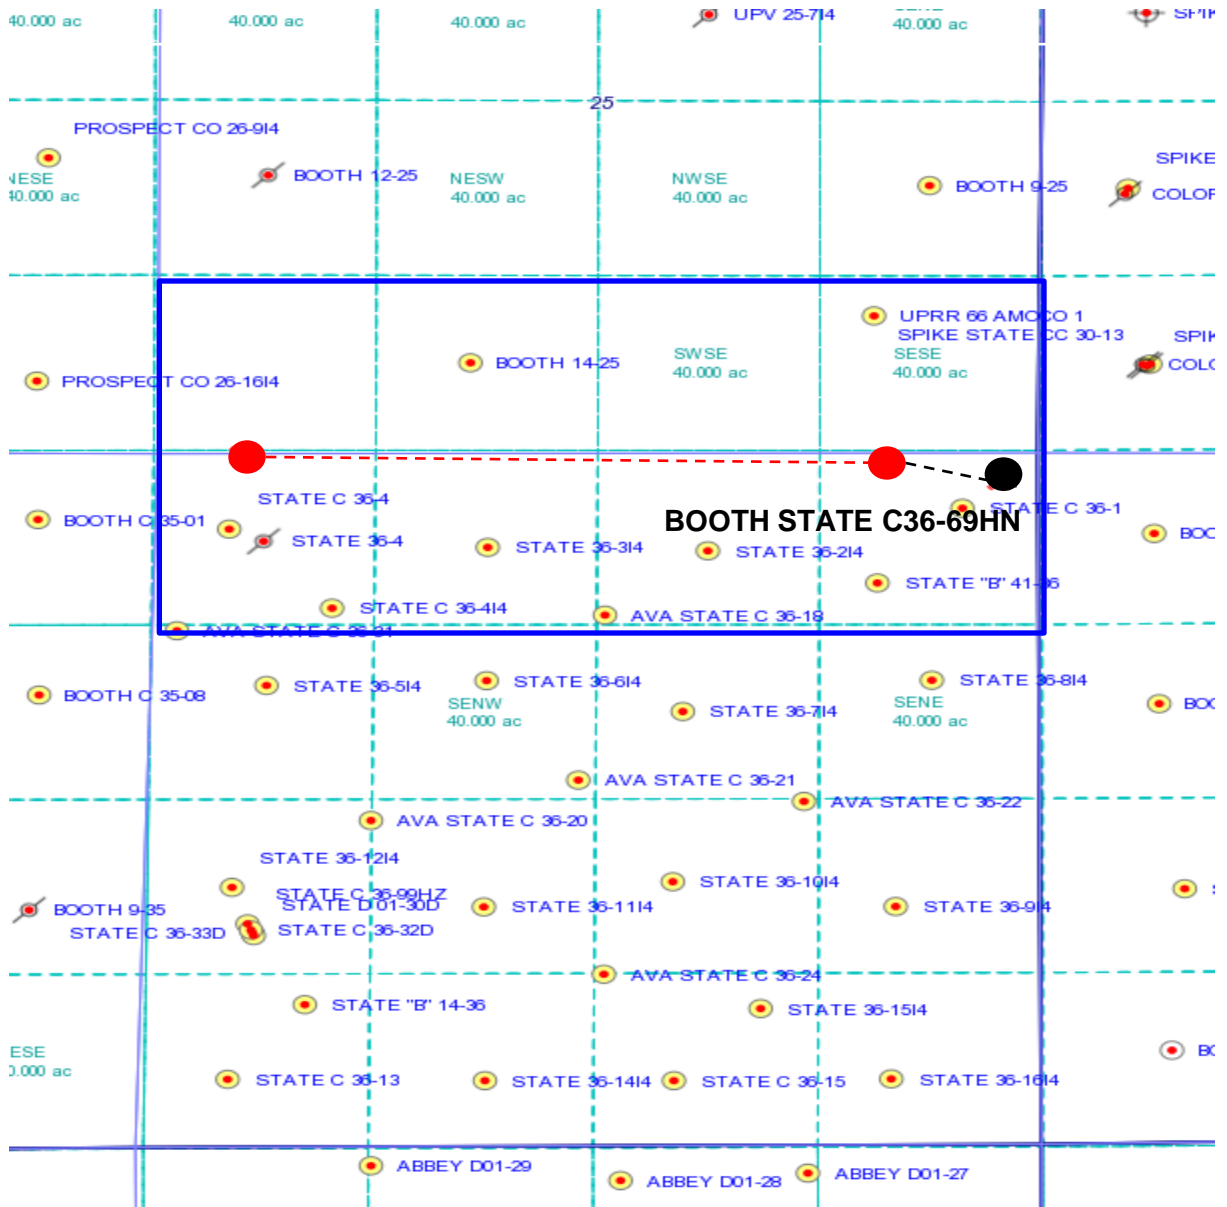 40.000 ac
40.000 ac
40.000 ac
UPV 25-7I4
40.000 ac
25
PROSPECT CO 26-9I4
SPIKE
NESE
40.000 ac
BOOTH 12-25
NESW
40.000 ac
NWSE
40.000 ac
BOOTH 9-25
COLOR
UPRR 66 AMOCO 1
SPIKE STATE CC 30-13
SPIK
PROSPECT CO 26-16I4
BOOTH 14-25
SWSE
40.000 ac
SESE
40.000 ac
COLO
STATE C 36-4
STATE C 36-1
BOOTH C 35-01
BOOTH STATE C36-69HN
STATE 36-4
STATE 36-3I4
STATE 36-2I4
BOO
STATE "B" 41-36
STATE C 36-4I4
AVA STATE C 36-18
AVA STATE C 36-31
BOOTH C 35-08
STATE 36-5I4
STATE 36-6I4
STATE 36-8I4
SENW
40.000 ac
STATE 36-7I4
SENE
40.000 ac
BOO
AVA STATE C 36-21
AVA STATE C 36-22
AVA STATE C 36-20
STATE 36-12I4
STATE C 36-99HZ
STATE D 01-30D
STATE 36-10I4
BOOTH 9-35
STATE 36-11I4
STATE 36-9I4
STATE C 36-33D
STATE C 36-32D
AVA STATE C 36-24
STATE "B" 14-36
STATE 36-15I4
ESE
0.000 ac
BO
STATE C 36-13
STATE 36-14I4
STATE C 36-15
STATE 36-16I4
ABBEY D01-29
ABBEY D01-28
ABBEY D01-27